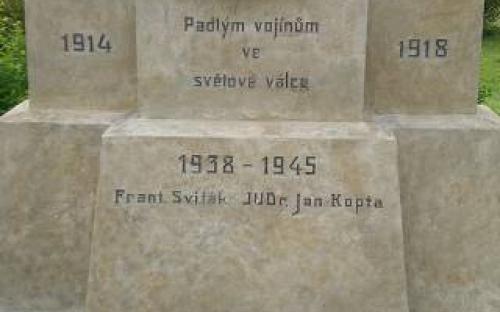 Padlým vojínům
1914 ve 1918
světové válce
1938 - 1945
Frant. Sviták JUDr. Jan Kopta